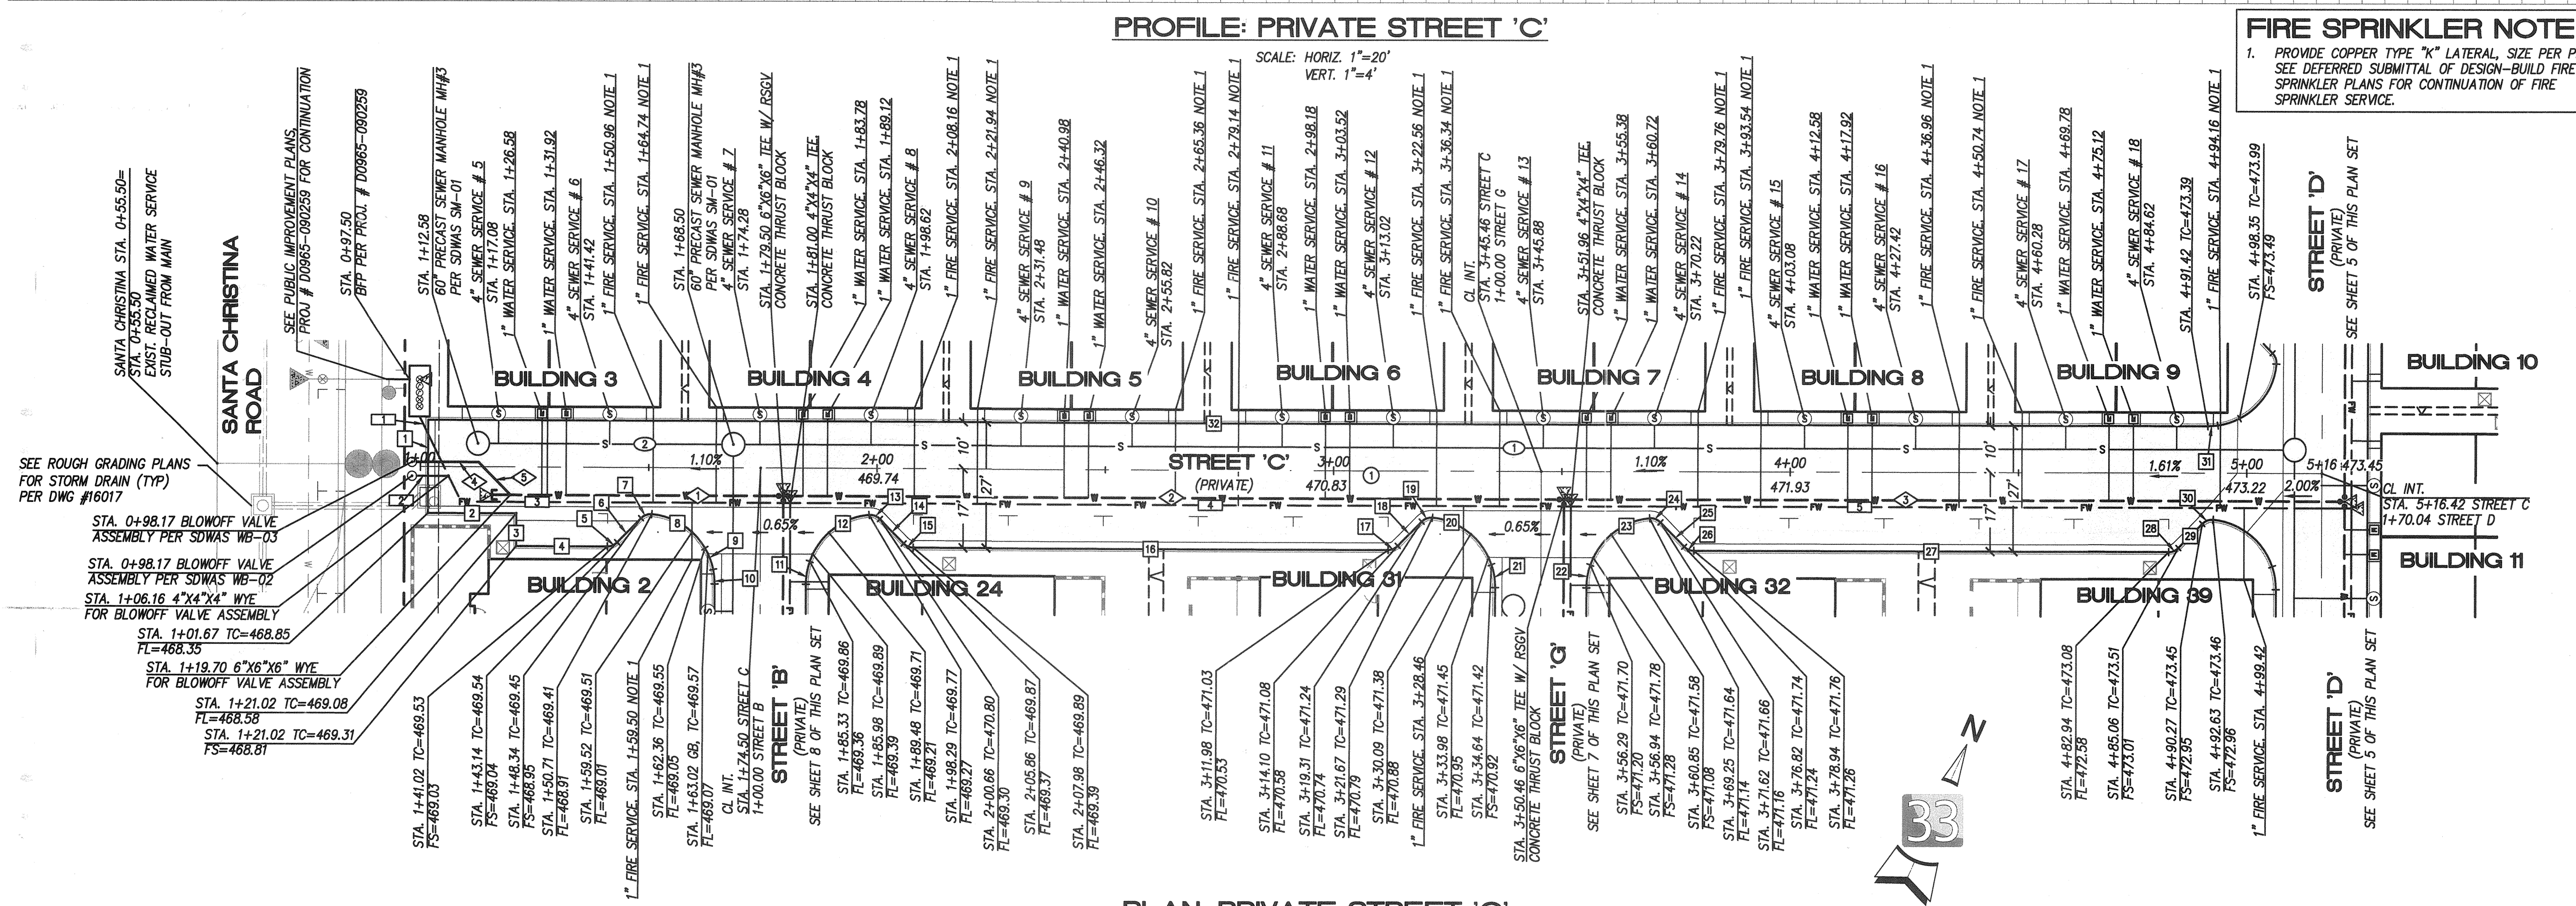 PROFILE: PRIVATE STREET 'C'
SCALE: HORIZ. 1"=20'
VERT. 1"=4'
FIRE SPRINKLER NOTE
1. PROVIDE COPPER TYPE "K" LATERAL, SIZE PER P
SEE DEFERRED SUBMITTAL OF DESIGN-BUILD FIRE
SPRINKLER PLANS FOR CONTINUATION OF FIRE
SPRINKLER SERVICE.
SANTA CHRISTINA STA. 0+55.50=
STA. 0+55.50
EXIST. RECLAIMED WATER SERVICE
STUB-OUT FROM MAIN
SANTA CHRISTINA
ROAD
SEE PUBLIC IMPROVEMENT PLANS,
PROJ # D0965-090259 FOR CONTINUATION
STA. 0+97.50
BFP PER PROJ. # D0965-090259
STA. 1+12.58
60" PRECAST SEWER MANHOLE MH#3
PER SDWAS SM-01
4" SEWER SERVICE # 5
STA. 1+17.08
1" WATER SERVICE, STA. 1+26.58
1" WATER SERVICE, STA. 1+31.92
4" SEWER SERVICE # 6
STA. 1+41.42
1" FIRE SERVICE, STA. 1+50.96 NOTE 1
1" FIRE SERVICE, STA. 1+64.74 NOTE 1
STA. 1+68.50
60" PRECAST SEWER MANHOLE MH#3
PER SDWAS SM-01
4" SEWER SERVICE # 7
STA. 1+74.28
STA. 1+79.50 6"X6"X6" TEE W/ RSGV
CONCRETE THRUST BLOCK
STA. 1+81.00 4"X4"X4" TEE,
CONCRETE THRUST BLOCK
1" WATER SERVICE, STA. 1+83.78
1" WATER SERVICE, STA. 1+89.12
4" SEWER SERVICE # 8
STA. 1+98.62
1" FIRE SERVICE, STA. 2+08.16 NOTE 1
1" FIRE SERVICE, STA. 2+21.94 NOTE 1
4" SEWER SERVICE # 9
STA. 2+31.48
1" WATER SERVICE, STA. 2+40.98
1" WATER SERVICE, STA. 2+46.32
4" SEWER SERVICE # 10
STA. 2+55.82
1" FIRE SERVICE, STA. 2+65.36 NOTE 1
1" FIRE SERVICE, STA. 2+79.14 NOTE 1
4" SEWER SERVICE # 11
STA. 2+88.68
1" WATER SERVICE, STA. 2+98.18
1" WATER SERVICE, STA. 3+03.52
4" SEWER SERVICE # 12
STA. 3+13.02
1" FIRE SERVICE, STA. 3+22.56 NOTE 1
1" FIRE SERVICE, STA. 3+36.34 NOTE 1
CL INT.
STA. 3+45.46 STREET C
1+00.00 STREET G
4" SEWER SERVICE # 13
STA. 3+45.88
STA. 3+51.96 4"X4"X4" TEE,
CONCRETE THRUST BLOCK
1" WATER SERVICE, STA. 3+55.38
1" WATER SERVICE, STA. 3+60.72
4" SEWER SERVICE # 14
STA. 3+70.22
1" FIRE SERVICE, STA. 3+79.76 NOTE 1
1" FIRE SERVICE, STA. 3+93.54 NOTE 1
4" SEWER SERVICE # 15
STA. 4+03.08
1" WATER SERVICE, STA. 4+12.58
1" WATER SERVICE, STA. 4+17.92
4" SEWER SERVICE # 16
STA. 4+27.42
1" FIRE SERVICE, STA. 4+36.96 NOTE 1
1" FIRE SERVICE, STA. 4+50.74 NOTE 1
4" SEWER SERVICE # 17
STA. 4+60.28
1" WATER SERVICE, STA. 4+69.78
1" WATER SERVICE, STA. 4+75.12
4" SEWER SERVICE # 18
STA. 4+84.62
STA. 4+91.42 TC=473.39
1" FIRE SERVICE, STA. 4+94.16 NOTE 1
STA. 4+98.35 TC=473.99
FS=473.49
STREET 'D'
(PRIVATE)
SEE SHEET 5 OF THIS PLAN SET
BUILDING 3
BUILDING 4
BUILDING 5
BUILDING 6
BUILDING 7
BUILDING 8
BUILDING 9
BUILDING 10
BUILDING 11
1+00
1.10%
2+00
469.74
STREET 'C'
(PRIVATE)
3+00
470.83
1.10%
4+00
471.93
1.61%
5+00
473.22
2.00%
5+16 473.45
CL INT.
STA. 5+16.42 STREET C
1+70.04 STREET D
10'
27'
17'
10'
27'
17'
0.65%
0.65%
SEE ROUGH GRADING PLANS
FOR STORM DRAIN (TYP)
PER DWG #16017
STA. 0+98.17 BLOWOFF VALVE
ASSEMBLY PER SDWAS WB-03
STA. 0+98.17 BLOWOFF VALVE
ASSEMBLY PER SDWAS WB-02
STA. 1+06.16 4"X4"X4" WYE
FOR BLOWOFF VALVE ASSEMBLY
STA. 1+01.67 TC=468.85
FL=468.35
STA. 1+19.70 6"X6"X6" WYE
FOR BLOWOFF VALVE ASSEMBLY
STA. 1+21.02 TC=469.08
FL=468.58
STA. 1+21.02 TC=469.31
FS=468.81
BUILDING 2
BUILDING 24
BUILDING 31
BUILDING 32
BUILDING 39
STA. 1+41.02 TC=469.53
FS=469.03
STA. 1+43.14 TC=469.54
FS=469.04
STA. 1+48.34 TC=469.45
FS=468.95
STA. 1+50.71 TC=469.41
FL=468.91
STA. 1+59.52 TC=469.51
FL=469.01
1" FIRE SERVICE, STA. 1+59.50 NOTE 1
STA. 1+62.36 TC=469.55
FL=469.05
STA. 1+63.02 GB, TC=469.57
FL=469.07
CL INT.
STA. 1+74.50 STREET C
1+00.00 STREET B
STREET 'B'
(PRIVATE)
SEE SHEET 8 OF THIS PLAN SET
STA. 1+85.33 TC=469.86
FL=469.36
STA. 1+85.98 TC=469.89
FL=469.39
STA. 1+89.48 TC=469.71
FL=469.21
STA. 1+98.29 TC=469.77
FL=469.27
STA. 2+00.66 TC=470.80
FL=469.30
STA. 2+05.86 TC=469.87
FL=469.37
STA. 2+07.98 TC=469.89
FL=469.39
STA. 3+11.98 TC=471.03
FL=470.53
STA. 3+14.10 TC=471.08
FL=470.58
STA. 3+19.31 TC=471.24
FL=470.74
STA. 3+21.67 TC=471.29
FL=470.79
STA. 3+30.09 TC=471.38
FL=470.88
1" FIRE SERVICE, STA. 3+28.46
STA. 3+33.98 TC=471.45
FL=470.95
STA. 3+34.64 TC=471.42
FS=470.92
STA. 3+50.46 6"X6"X6" TEE W/ RSGV
CONCRETE THRUST BLOCK
STREET 'G'
(PRIVATE)
SEE SHEET 7 OF THIS PLAN SET
STA. 3+56.29 TC=471.70
FS=471.20
STA. 3+56.94 TC=471.78
FS=471.28
STA. 3+60.85 TC=471.58
FS=471.08
STA. 3+69.25 TC=471.64
FL=471.14
STA. 3+71.62 TC=471.66
FL=471.16
STA. 3+76.82 TC=471.74
FL=471.24
STA. 3+78.94 TC=471.76
FL=471.26
N
33
STA. 4+82.94 TC=473.08
FL=472.58
STA. 4+85.06 TC=473.51
FS=473.01
STA. 4+90.27 TC=473.45
FS=472.95
STA. 4+92.63 TC=473.46
FS=472.96
1" FIRE SERVICE, STA. 4+99.42
STREET 'D'
(PRIVATE)
SEE SHEET 5 OF THIS PLAN SET